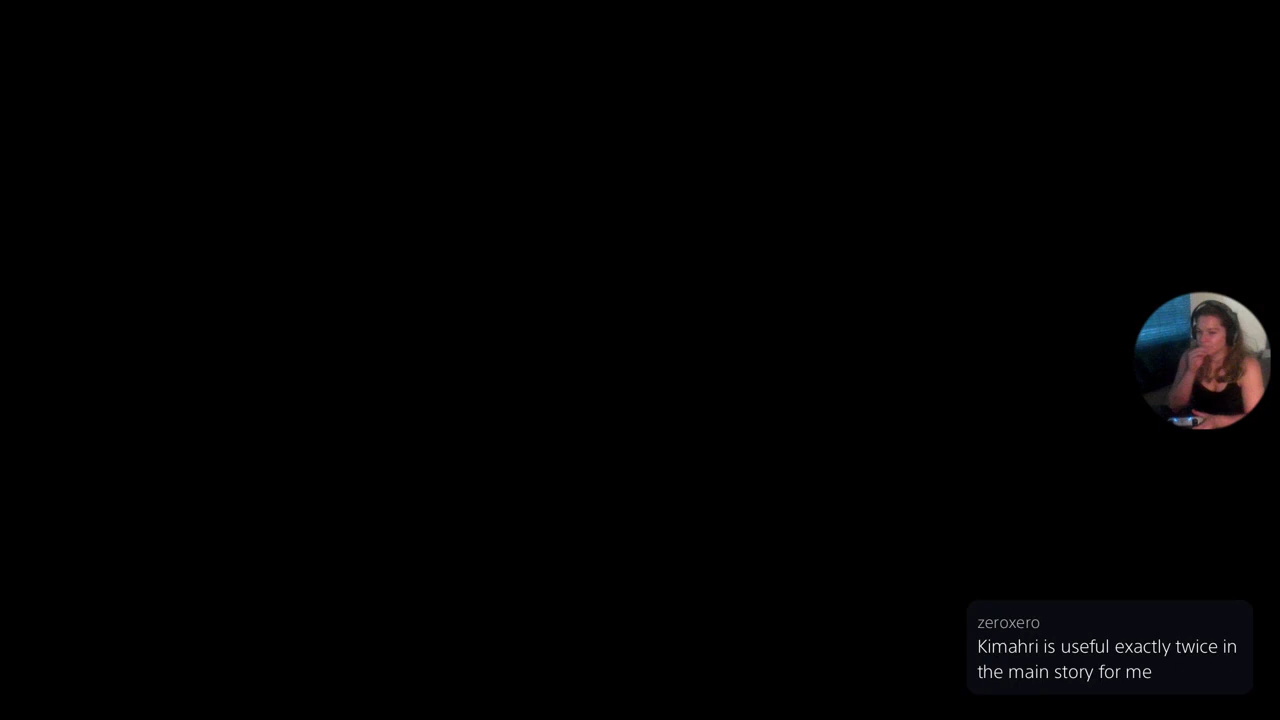 zeroxero
Kimahri is useful exactly twice in
the main story for me